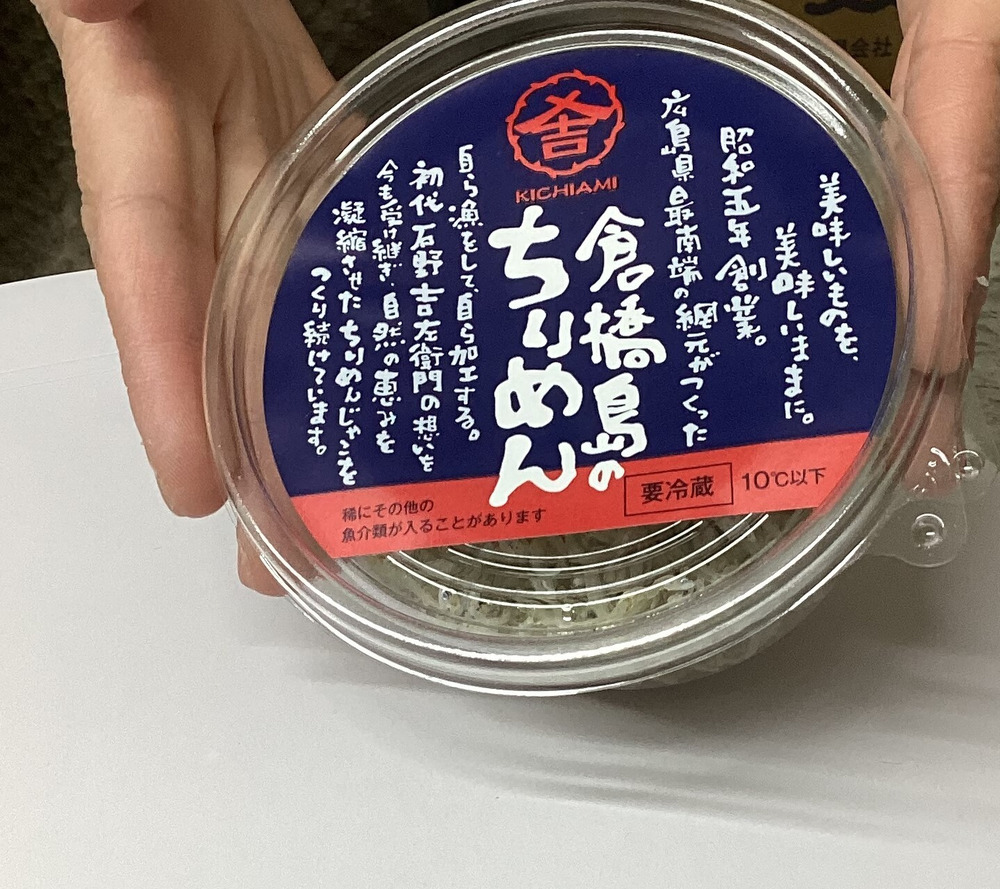 美味しいものを、
美味しいままに。
昭和五年創業。
広島県最南端の網元がつくった
KICHIAMI
倉橋島の
ちりめん
自ら漁をして、自ら加工する。
初代石野吉左衛門の想いを
今も受け継ぎ、自然の恵みを
凝縮させたちりめんじゃこを
つくり続けています。
要冷蔵 10℃以下
稀にその他の
魚介類が入ることがあります
会社